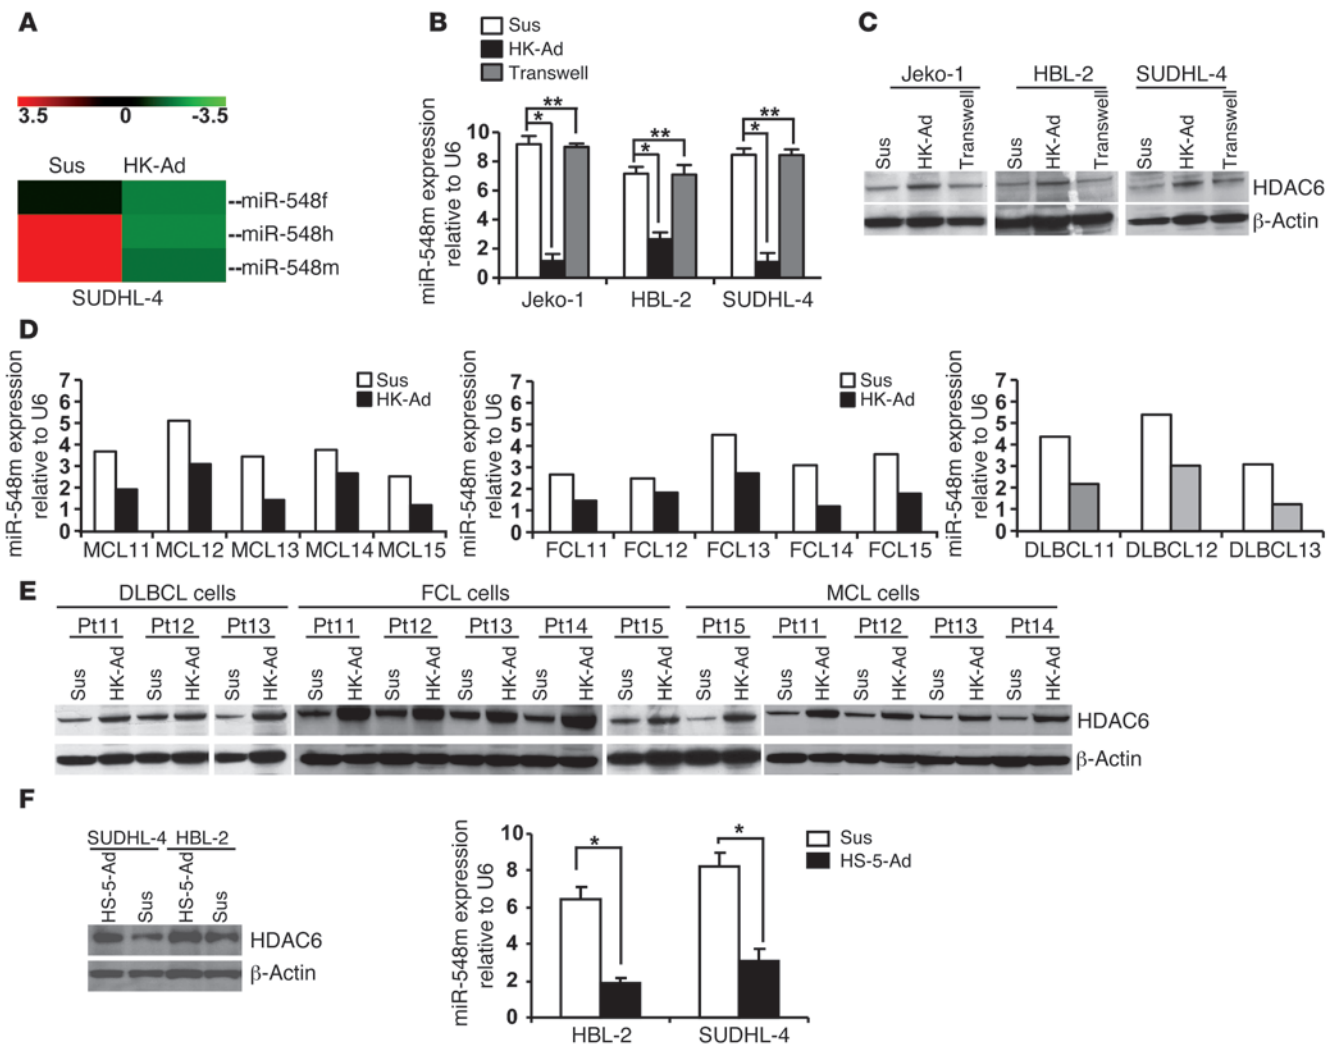 A
3.5 0 -3.5
Sus HK-Ad
--miR-548f
--miR-548h
--miR-548m
SUDHL-4
B
Sus
HK-Ad
Transwell
miR-548m expression
relative to U6
10
8
6
4
2
0
* **
* **
* **
Jeko-1 HBL-2 SUDHL-4
C
Jeko-1 HBL-2 SUDHL-4
Sus HK-Ad Transwell Sus HK-Ad Transwell Sus HK-Ad Transwell
HDAC6
β-Actin
D
miR-548m expression
relative to U6
7
6
5
4
3
2
1
0
Sus
HK-Ad
MCL11 MCL12 MCL13 MCL14 MCL15
miR-548m expression
relative to U6
7
6
5
4
3
2
1
0
Sus
HK-Ad
FCL11 FCL12 FCL13 FCL14 FCL15
miR-548m expression
relative to U6
7
6
5
4
3
2
1
0
DLBCL11 DLBCL12 DLBCL13
E
DLBCL cells FCL cells MCL cells
Pt11 Pt12 Pt13 Pt11 Pt12 Pt13 Pt14 Pt15 Pt15 Pt11 Pt12 Pt13 Pt14
Sus HK-Ad Sus HK-Ad Sus HK-Ad Sus HK-Ad Sus HK-Ad Sus HK-Ad Sus HK-Ad Sus HK-Ad Sus HK-Ad Sus HK-Ad Sus HK-Ad Sus HK-Ad Sus HK-Ad
HDAC6
β-Actin
F
SUDHL-4 HBL-2
HS-5-Ad Sus HS-5-Ad Sus
HDAC6
β-Actin
miR-548m expression
relative to U6
10
8
6
4
2
0
*
*
Sus
HS-5-Ad
HBL-2 SUDHL-4